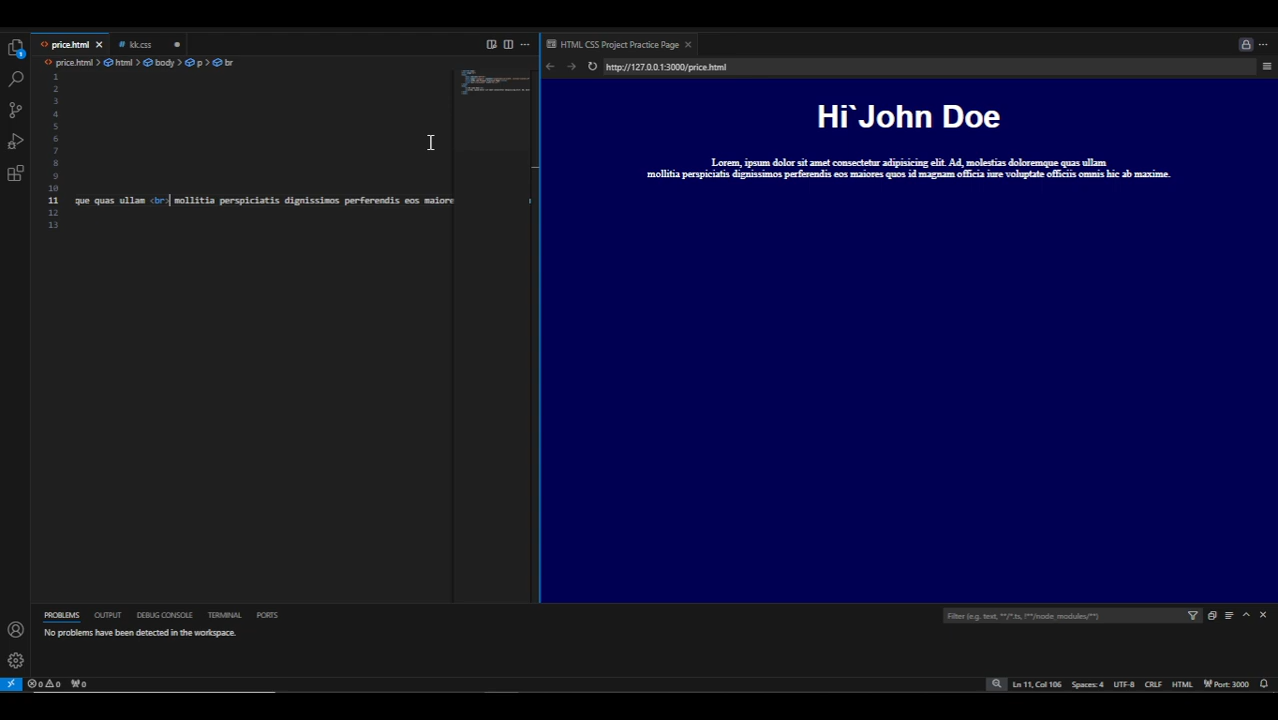 1
price.html
kk.css
HTML CSS Project Practice Page
price.html > html > body > p > br
http://127.0.0.1:3000/price.html
1
2
3
4
5
6
7
8
9
10
11 que quas ullam <br> mollitia perspiciatis dignissimos perferendis eos maiore
12
13
Hi`John Doe
Lorem, ipsum dolor sit amet consectetur adipisicing elit. Ad, molestias doloremque quas ullam
mollitia perspiciatis dignissimos perferendis eos maiores quos id magnam officia iure voluptate officiis omnis hic ab maxime.
PROBLEMS OUTPUT DEBUG CONSOLE TERMINAL PORTS
Filter (e.g. text, **/*.ts, !**/node_modules/**)
No problems have been detected in the workspace.
0 0 0 Ln 11, Col 106 Spaces: 4 UTF-8 CRLF HTML Port: 3000